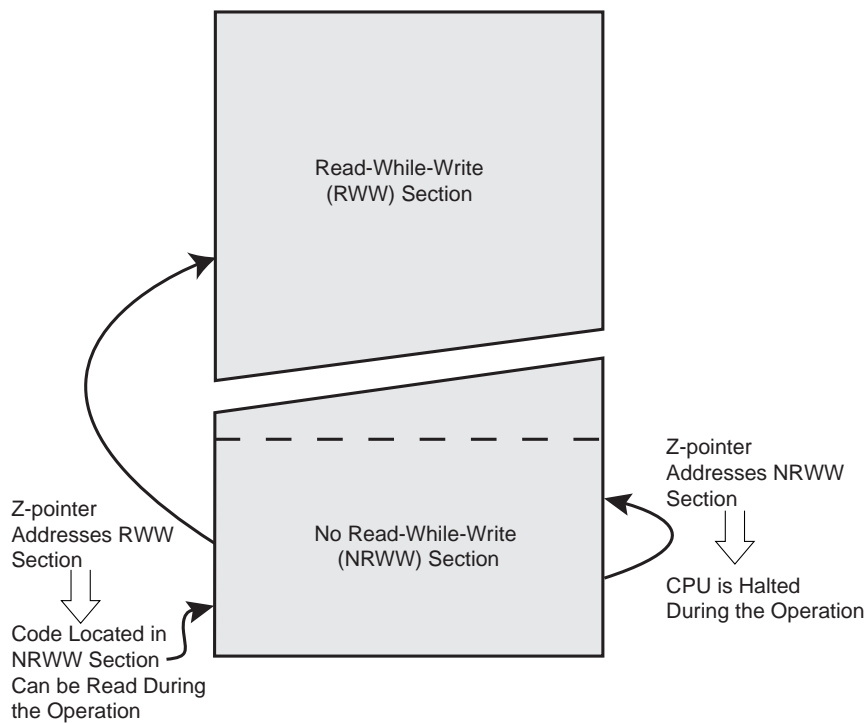 Read-While-Write
(RWW) Section
Z-pointer
Addresses RWW
Section
Code Located in
NRWW Section
Can be Read During
the Operation
No Read-While-Write
(NRWW) Section
Z-pointer
Addresses NRWW
Section
CPU is Halted
During the Operation